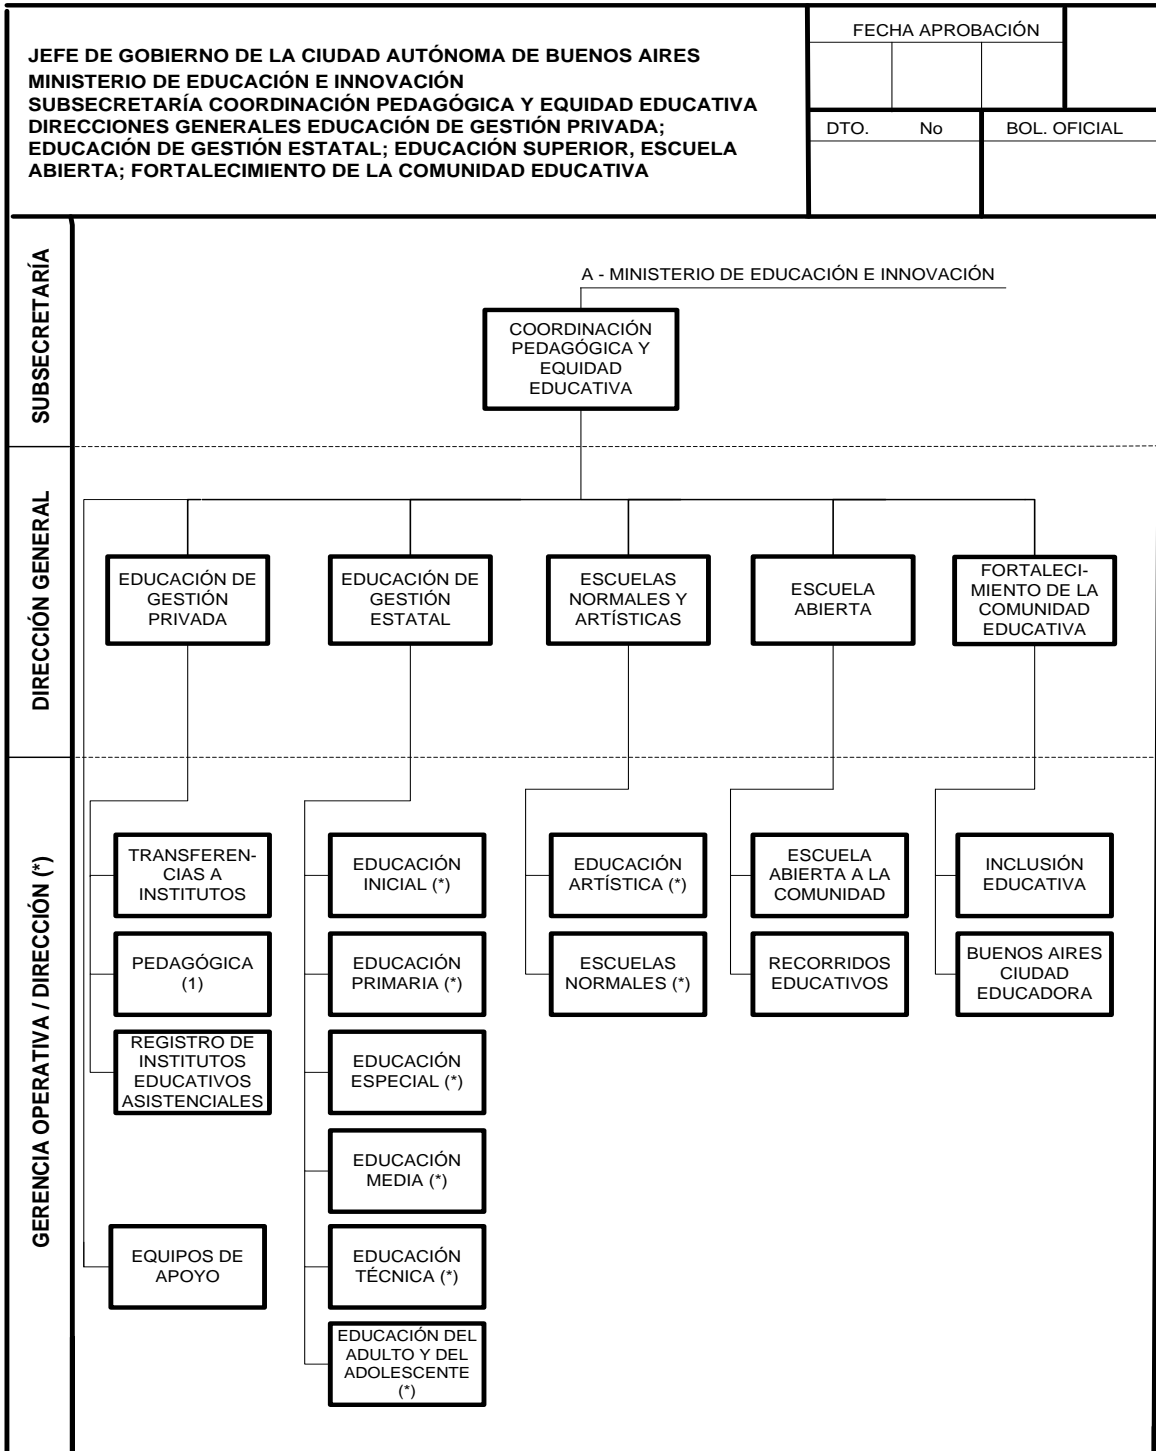 JEFE DE GOBIERNO DE LA CIUDAD AUTÓNOMA DE BUENOS AIRES
MINISTERIO DE EDUCACIÓN E INNOVACIÓN
SUBSECRETARÍA COORDINACIÓN PEDAGÓGICA Y EQUIDAD EDUCATIVA
DIRECCIONES GENERALES EDUCACIÓN DE GESTIÓN PRIVADA;
EDUCACIÓN DE GESTIÓN ESTATAL; EDUCACIÓN SUPERIOR, ESCUELA
ABIERTA; FORTALECIMIENTO DE LA COMUNIDAD EDUCATIVA
FECHA APROBACIÓN
DTO. No
BOL. OFICIAL
SUBSECRETARÍA
A - MINISTERIO DE EDUCACIÓN E INNOVACIÓN
COORDINACIÓN
PEDAGÓGICA Y
EQUIDAD
EDUCATIVA
DIRECCIÓN GENERAL
EDUCACIÓN DE
GESTIÓN
PRIVADA
EDUCACIÓN DE
GESTIÓN
ESTATAL
ESCUELAS
NORMALES Y
ARTÍSTICAS
ESCUELA
ABIERTA
FORTALECI-
MIENTO DE LA
COMUNIDAD
EDUCATIVA
GERENCIA OPERATIVA / DIRECCIÓN (*)
TRANSFEREN-
CIAS A
INSTITUTOS
PEDAGÓGICA
(1)
REGISTRO DE
INSTITUTOS
EDUCATIVOS
ASISTENCIALES
EQUIPOS DE
APOYO
EDUCACIÓN
INICIAL (*)
EDUCACIÓN
PRIMARIA (*)
EDUCACIÓN
ESPECIAL (*)
EDUCACIÓN
MEDIA (*)
EDUCACIÓN
TÉCNICA (*)
EDUCACIÓN DEL
ADULTO Y DEL
ADOLESCENTE
(*)
EDUCACIÓN
ARTÍSTICA (*)
ESCUELAS
NORMALES (*)
ESCUELA
ABIERTA A LA
COMUNIDAD
RECORRIDOS
EDUCATIVOS
INCLUSIÓN
EDUCATIVA
BUENOS AIRES
CIUDAD
EDUCADORA